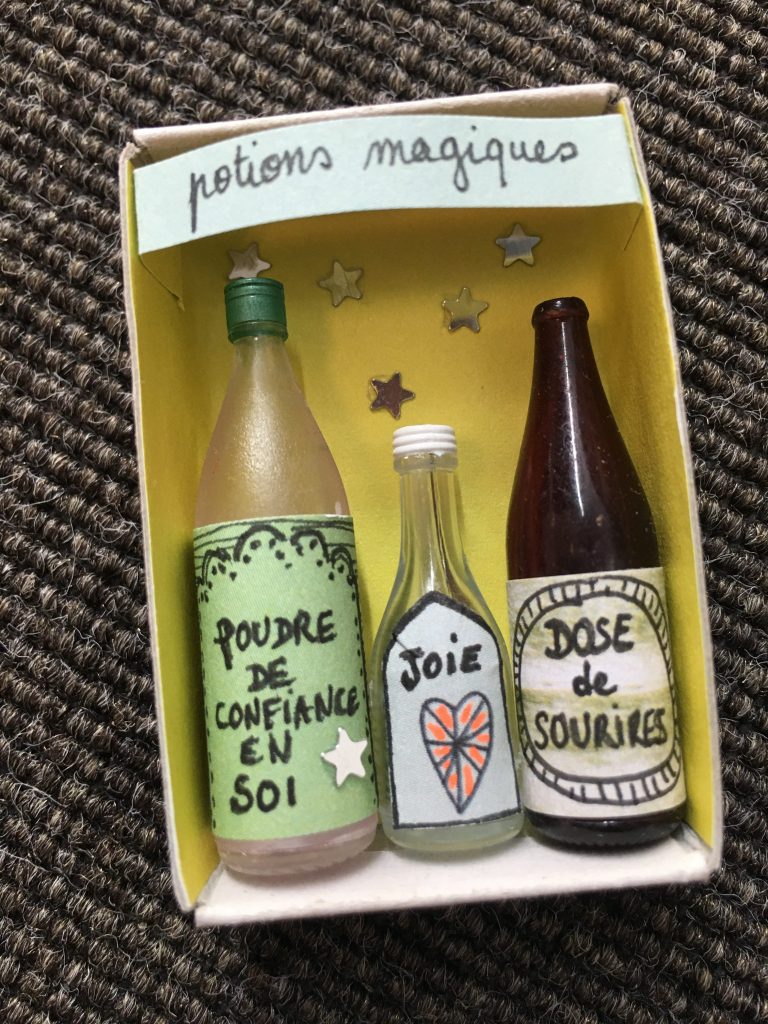 potions magiques
POUDRE
DE
CONFIANCE
EN
SOI
JOIE
DOSE
de
SOURIRES